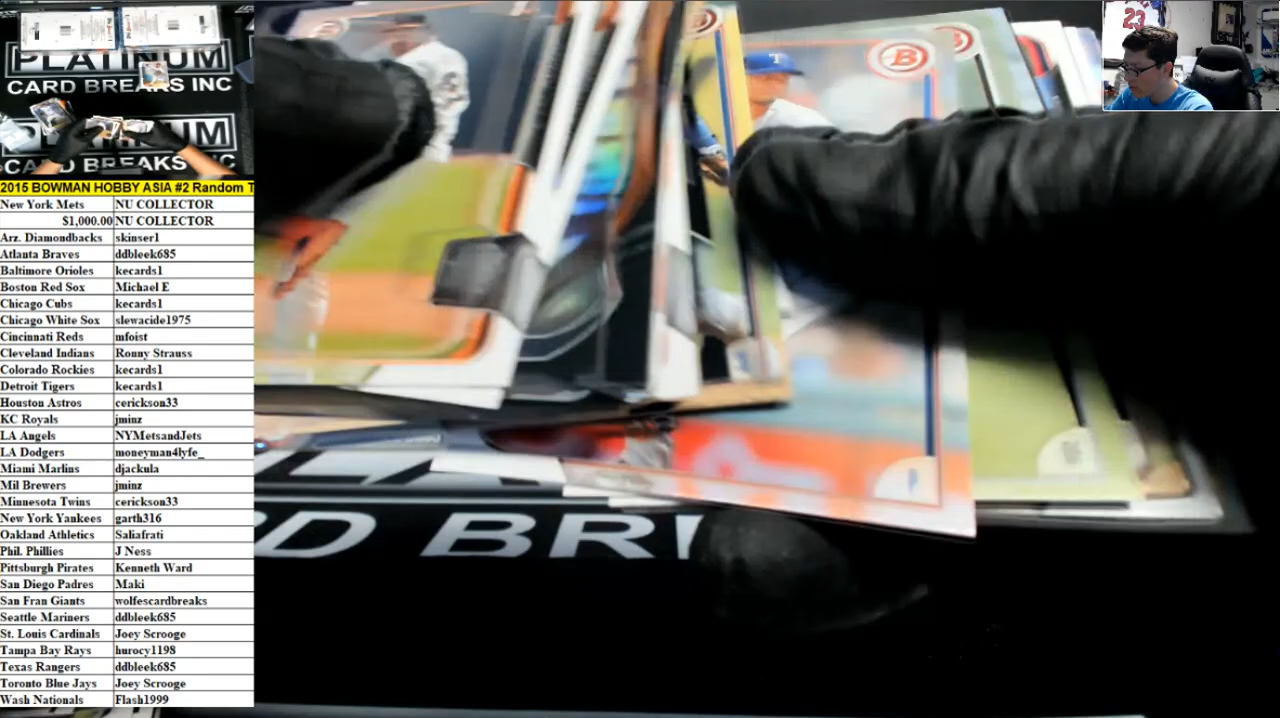 PLATINUM
CARD BREAKS INC
CARD BREAKS INC
2015 BOWMAN HOBBY ASIA #2 Random T
New York Mets NU COLLECTOR
$1,000.00 NU COLLECTOR
Arz. Diamondbacks skinser1
Atlanta Braves ddbleek685
Baltimore Orioles kecards1
Boston Red Sox Michael E
Chicago Cubs kecards1
Chicago White Sox slewacide1975
Cincinnati Reds mfoist
Cleveland Indians Ronny Strauss
Colorado Rockies kecards1
Detroit Tigers kecards1
Houston Astros cerickson33
KC Royals jminz
LA Angels NYMetsandJets
LA Dodgers moneyman4lyfe_
Miami Marlins djackula
Mil Brewers jminz
Minnesota Twins cerickson33
New York Yankees garth316
Oakland Athletics Saliafrati
Phil. Phillies J Ness
Pittsburgh Pirates Kenneth Ward
San Diego Padres Maki
San Fran Giants wolfescardbreaks
Seattle Mariners ddbleek685
St. Louis Cardinals Joey Scrooge
Tampa Bay Rays hurocy1198
Texas Rangers ddbleek685
Toronto Blue Jays Joey Scrooge
Wash Nationals Flash1999
B
T
D BRI
23